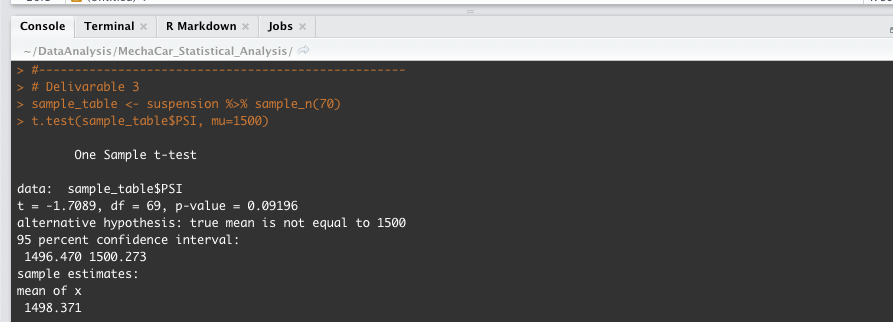 Console Terminal × R Markdown × Jobs ×
~/DataAnalysis/MechaCar_Statistical_Analysis/
> #---------------------------------------------------
> # Delivarable 3
> sample_table <- suspension %>% sample_n(70)
> t.test(sample_table$PSI, mu=1500)
One Sample t-test
data:  sample_table$PSI
t = -1.7089, df = 69, p-value = 0.09196
alternative hypothesis: true mean is not equal to 1500
95 percent confidence interval:
1496.470 1500.273
sample estimates:
mean of x
1498.371